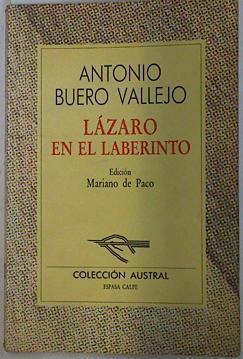 ANTONIO
BUERO VALLEJO
LÁZARO
EN EL LABERINTO
Edición
Mariano de Paco
COLECCIÓN AUSTRAL
ESPASA CALPE